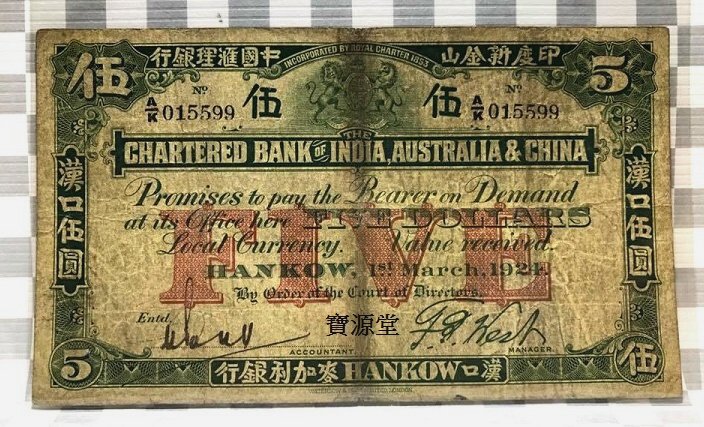 行銀理滙國中 INCORPORATED BY ROYAL CHARTER 1853 山金新度印
伍 5
Nº Nº
A/K 015599 伍 伍 A/K 015599
THE
CHARTERED BANK OF INDIA, AUSTRALIA & CHINA
Promises to pay the Bearer on Demand
at its Office here FIVE DOLLARS
Local Currency. Value received.
FIVE
HANKOW, 1st March, 1924.
By Order of the Court of Directors,
漢口伍圓
漢口伍圓
Entd.
寶源堂
ACCOUNTANT. MANAGER.
5 伍
行銀利加麥 HANKOW 口漢